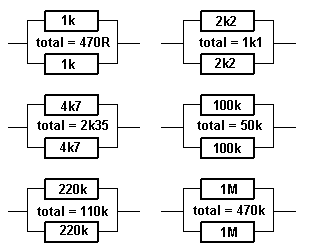 1k
total = 470R
1k
2k2
total = 1k1
2k2
4k7
total = 2k35
4k7
100k
total = 50k
100k
220k
total = 110k
220k
1M
total = 470k
1M